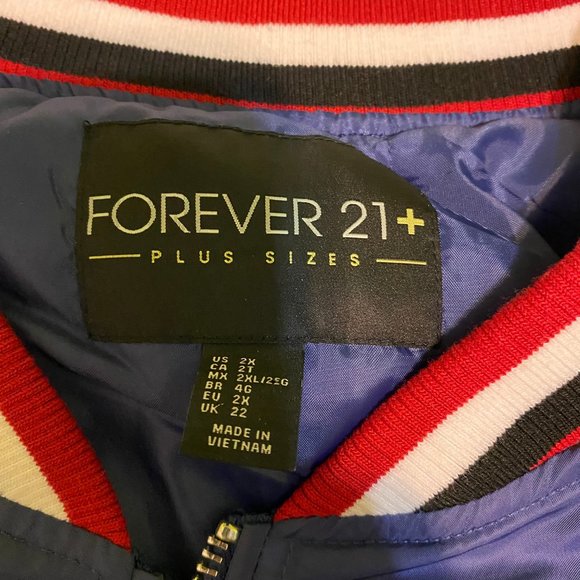 FOREVER 21+
PLUS SIZES
US 2X
CA 2T
MX 2XL/2EG
BR 4G
EU 2X
UK 22
MADE IN
VIETNAM